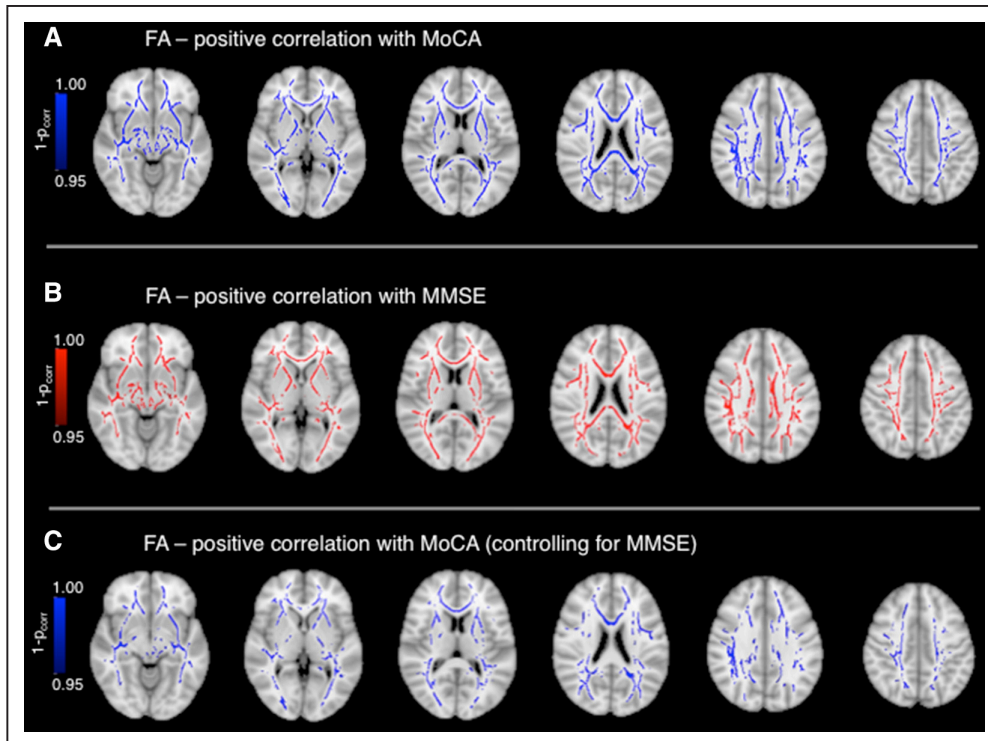 A
FA – positive correlation with MoCA
1.00
1-pcorr
0.95
B
FA – positive correlation with MMSE
1.00
1-pcorr
0.95
C
FA – positive correlation with MoCA (controlling for MMSE)
1.00
1-pcorr
0.95